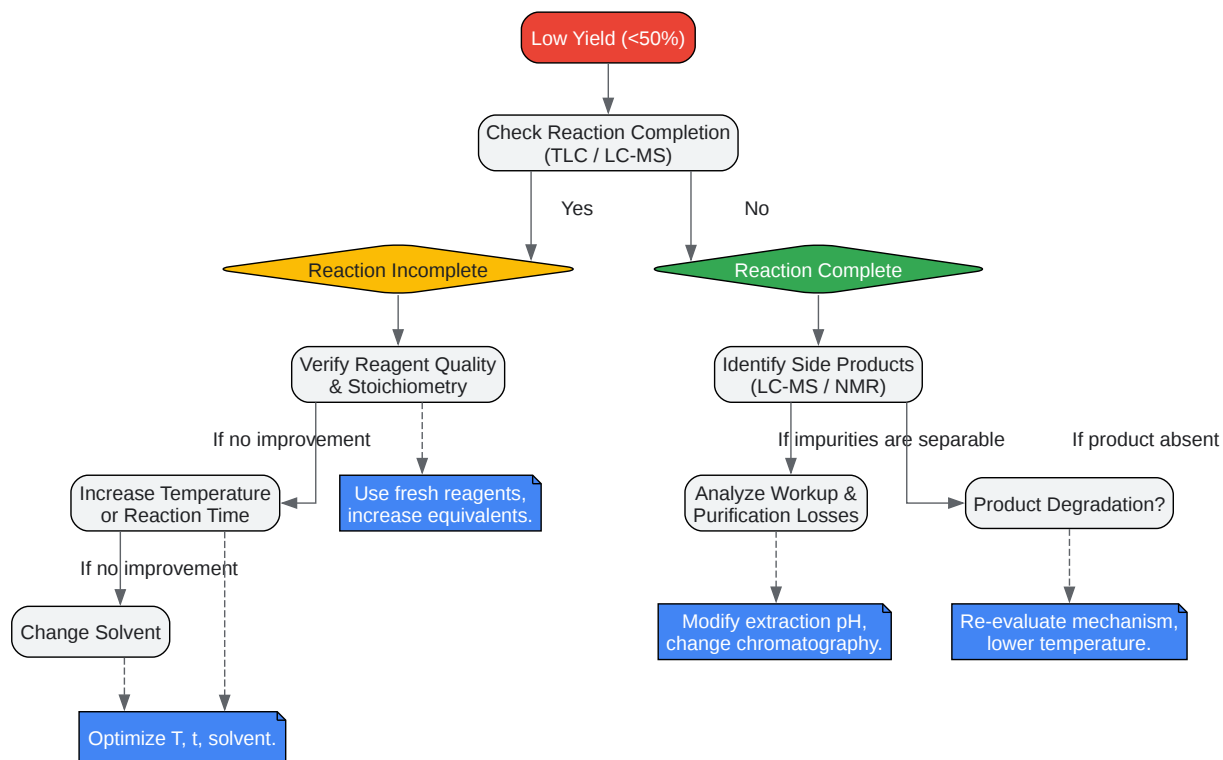 Low Yield (<50%)
Check Reaction Completion
(TLC / LC-MS)
Yes
No
Reaction Incomplete
Reaction Complete
Verify Reagent Quality
& Stoichiometry
Identify Side Products
(LC-MS / NMR)
If no improvement
If impurities are separable
If product absent
Increase Temperature
or Reaction Time
Use fresh reagents,
increase equivalents.
Analyze Workup &
Purification Losses
Product Degradation?
If no improvement
Change Solvent
Modify extraction pH,
change chromatography.
Re-evaluate mechanism,
lower temperature.
Optimize T, t, solvent.